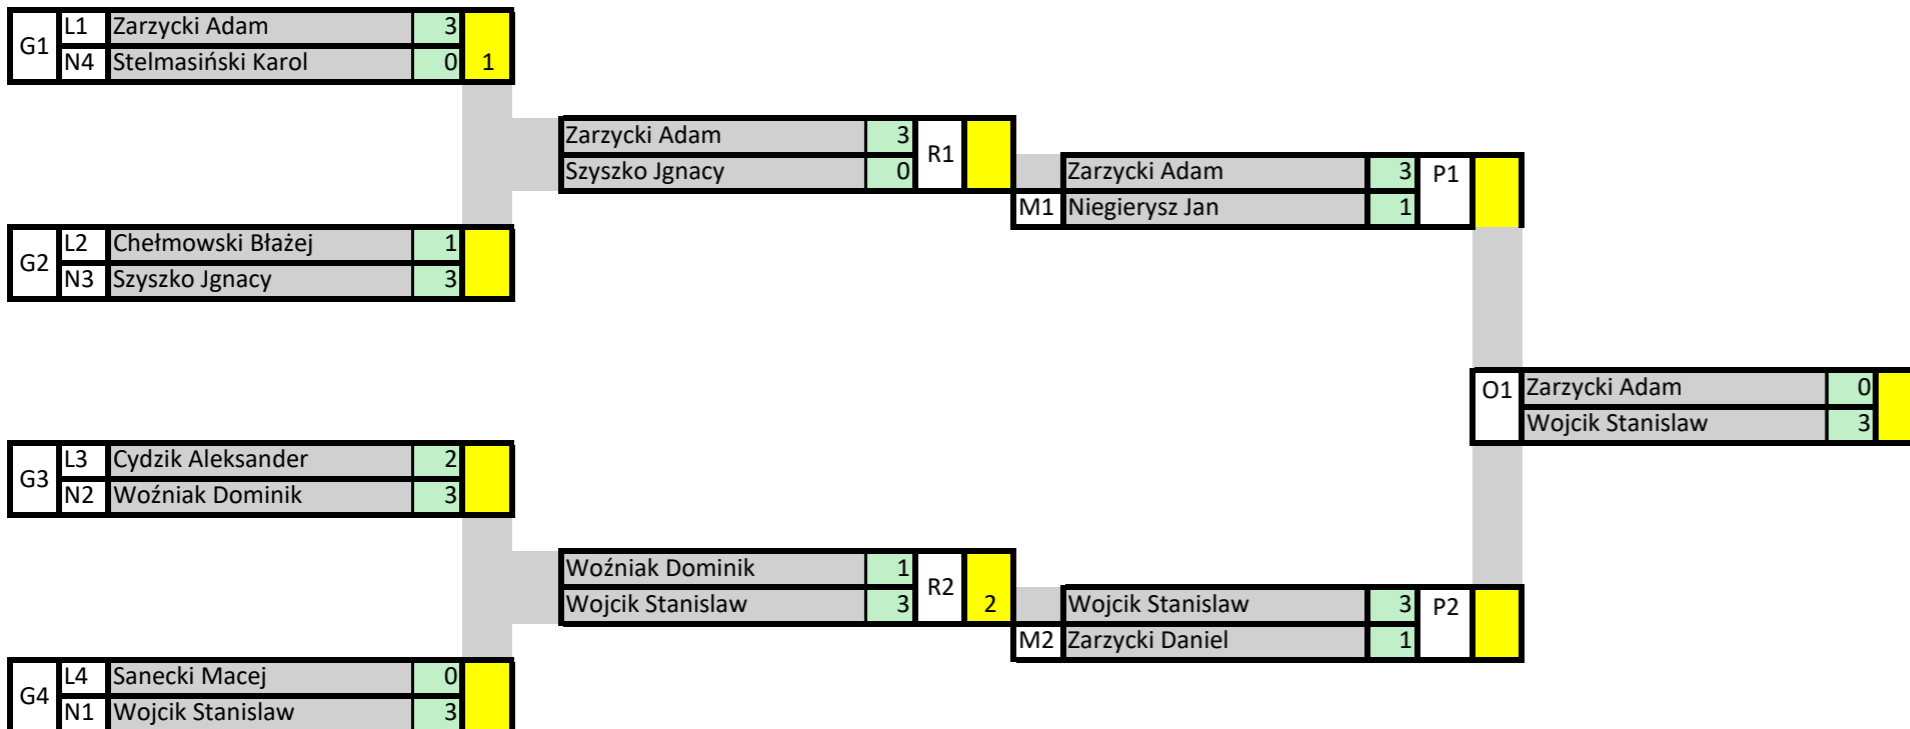 G1 L1 Zarzycki Adam 3
N4 Stelmasiński Karol 0 1
Zarzycki Adam 3 R1
Szyszko Jgnacy 0
Zarzycki Adam 3 P1
M1 Niegierysz Jan 1
G2 L2 Chełmowski Błażej 1
N3 Szyszko Jgnacy 3
O1 Zarzycki Adam 0
Wojcik Stanislaw 3
G3 L3 Cydzik Aleksander 2
N2 Woźniak Dominik 3
Woźniak Dominik 1 R2
Wojcik Stanislaw 3 2
Wojcik Stanislaw 3 P2
M2 Zarzycki Daniel 1
G4 L4 Sanecki Macej 0
N1 Wojcik Stanislaw 3